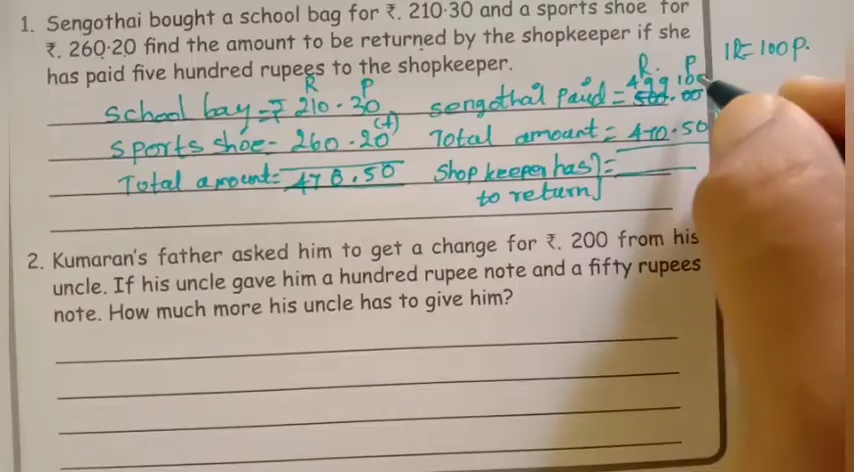 1. Sengothai bought a school bag for ₹. 210·30 and a sports shoe for
₹. 260·20 find the amount to be returned by the shopkeeper if she
has paid five hundred rupees to the shopkeeper.
1R = 100P.
R P
School bag = ₹ 210.30
Sports shoe - 260.20 (+)
Total amount = 470.50
R. P
499 100
Sengothai Paid = 500.00
Total amount = 470.50
Shop keeper has } =
to return
2. Kumaran's father asked him to get a change for ₹. 200 from his
uncle. If his uncle gave him a hundred rupee note and a fifty rupees
note. How much more his uncle has to give him?